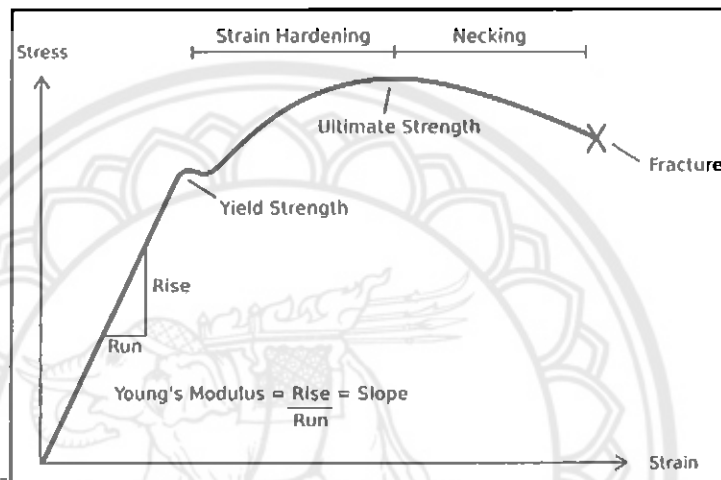 Strain Hardening
Necking
Stress
Ultimate Strength
Fracture
Yield Strength
Rise
Run
Young's Modulus = Rise = Slope
Run
Strain